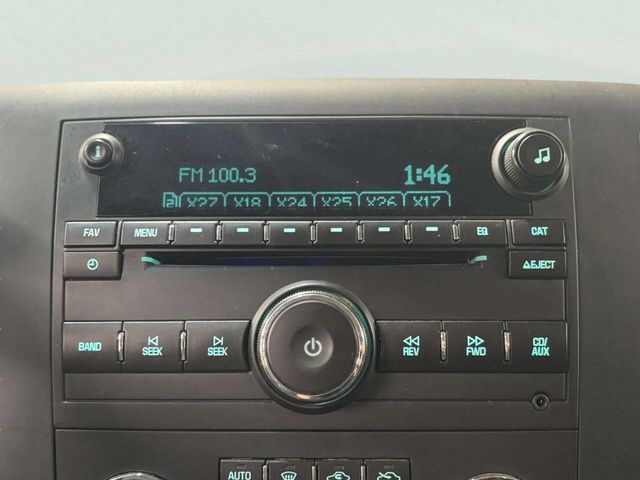 FM 100.3 1:46
21 X27 X18 X24 X25 X26 X17
FAV MENU EQ CAT
EJECT
BAND SEEK SEEK REV FWD CD/AUX
AUTO